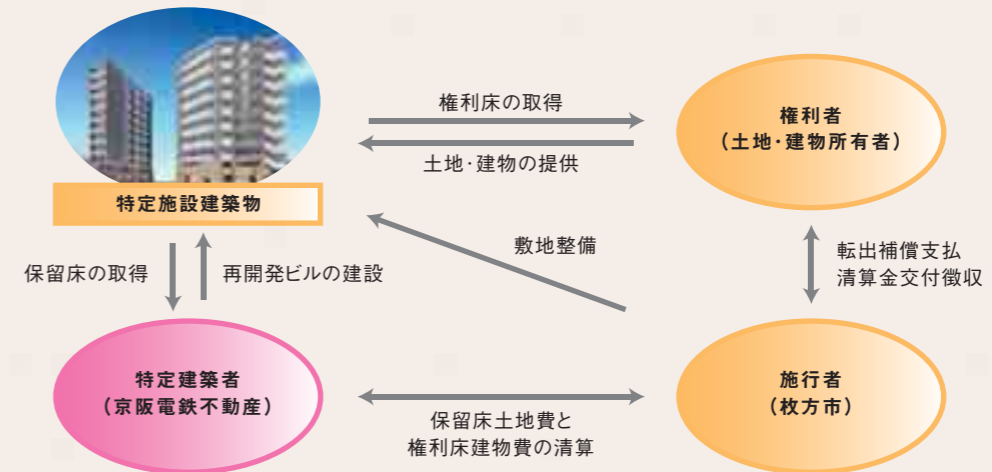 権利床の取得
土地・建物の提供
権利者
（土地・建物所有者）
特定施設建築物
敷地整備
保留床の取得
再開発ビルの建設
転出補償支払
清算金交付徴収
特定建築者
（京阪電鉄不動産）
保留床土地費と
権利床建物費の清算
施行者
（枚方市）